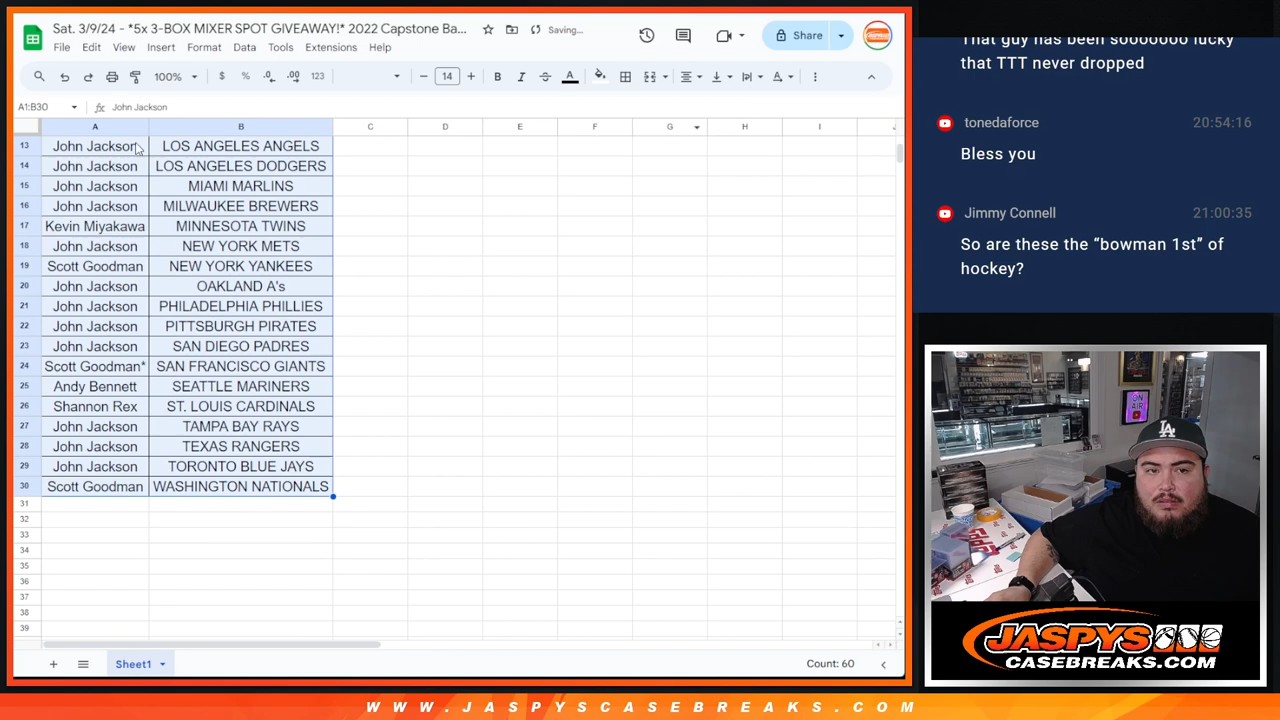 Sat. 3/9/24 - *5x 3-BOX MIXER SPOT GIVEAWAY!* 2022 Capstone Ba...
Saving...
Share
File Edit View Insert Format Data Tools Extensions Help
100% $ % .0 .00 123 14 B I A
A1:B30 fx John Jackson
A B C D E F G H I
13 John Jackson LOS ANGELES ANGELS
14 John Jackson LOS ANGELES DODGERS
15 John Jackson MIAMI MARLINS
16 John Jackson MILWAUKEE BREWERS
17 Kevin Miyakawa MINNESOTA TWINS
18 John Jackson NEW YORK METS
19 Scott Goodman NEW YORK YANKEES
20 John Jackson OAKLAND A's
21 John Jackson PHILADELPHIA PHILLIES
22 John Jackson PITTSBURGH PIRATES
23 John Jackson SAN DIEGO PADRES
24 Scott Goodman* SAN FRANCISCO GIANTS
25 Andy Bennett SEATTLE MARINERS
26 Shannon Rex ST. LOUIS CARDINALS
27 John Jackson TAMPA BAY RAYS
28 John Jackson TEXAS RANGERS
29 John Jackson TORONTO BLUE JAYS
30 Scott Goodman WASHINGTON NATIONALS
31
32
33
34
35
36
37
38
39
Sheet1
Count: 60
That guy has been sooooooo lucky
that TTT never dropped
tonedaforce 20:54:16
Bless you
Jimmy Connell 21:00:35
So are these the “bowman 1st” of
hockey?
ON AIR
LA
JASPYS
CASEBREAKS.COM
WWW.JASPYSCASEBREAKS.COM